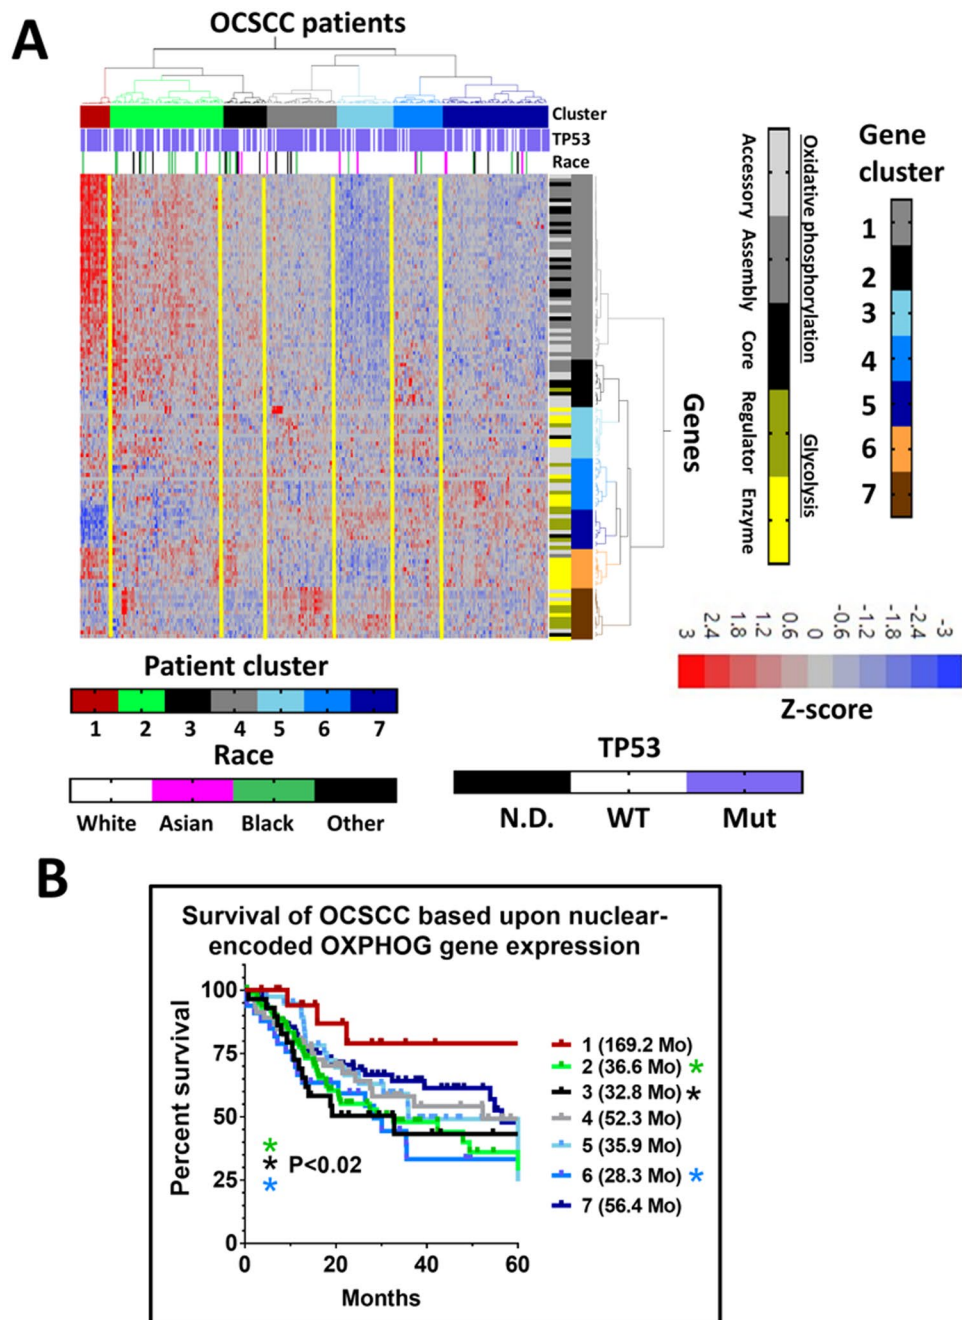 A
OCSCC patients
Cluster
TP53
Race
Genes
Accessory Assembly Core Regulator Enzyme
Oxidative phosphorylation Glycolysis
Gene
cluster
1
2
3
4
5
6
7
3 2.4 1.8 1.2 0.6 0 -0.6 -1.2 -1.8 -2.4 -3
Z-score
Patient cluster
1 2 3 4 5 6 7
Race
White Asian Black Other
TP53
N.D. WT Mut
B
Survival of OCSCC based upon nuclear-
encoded OXPHOG gene expression
Percent survival
100
75
50
25
0
0 20 40 60
Months
* 
* P<0.02
*
1 (169.2 Mo)
2 (36.6 Mo) *
3 (32.8 Mo) *
4 (52.3 Mo)
5 (35.9 Mo)
6 (28.3 Mo) *
7 (56.4 Mo)